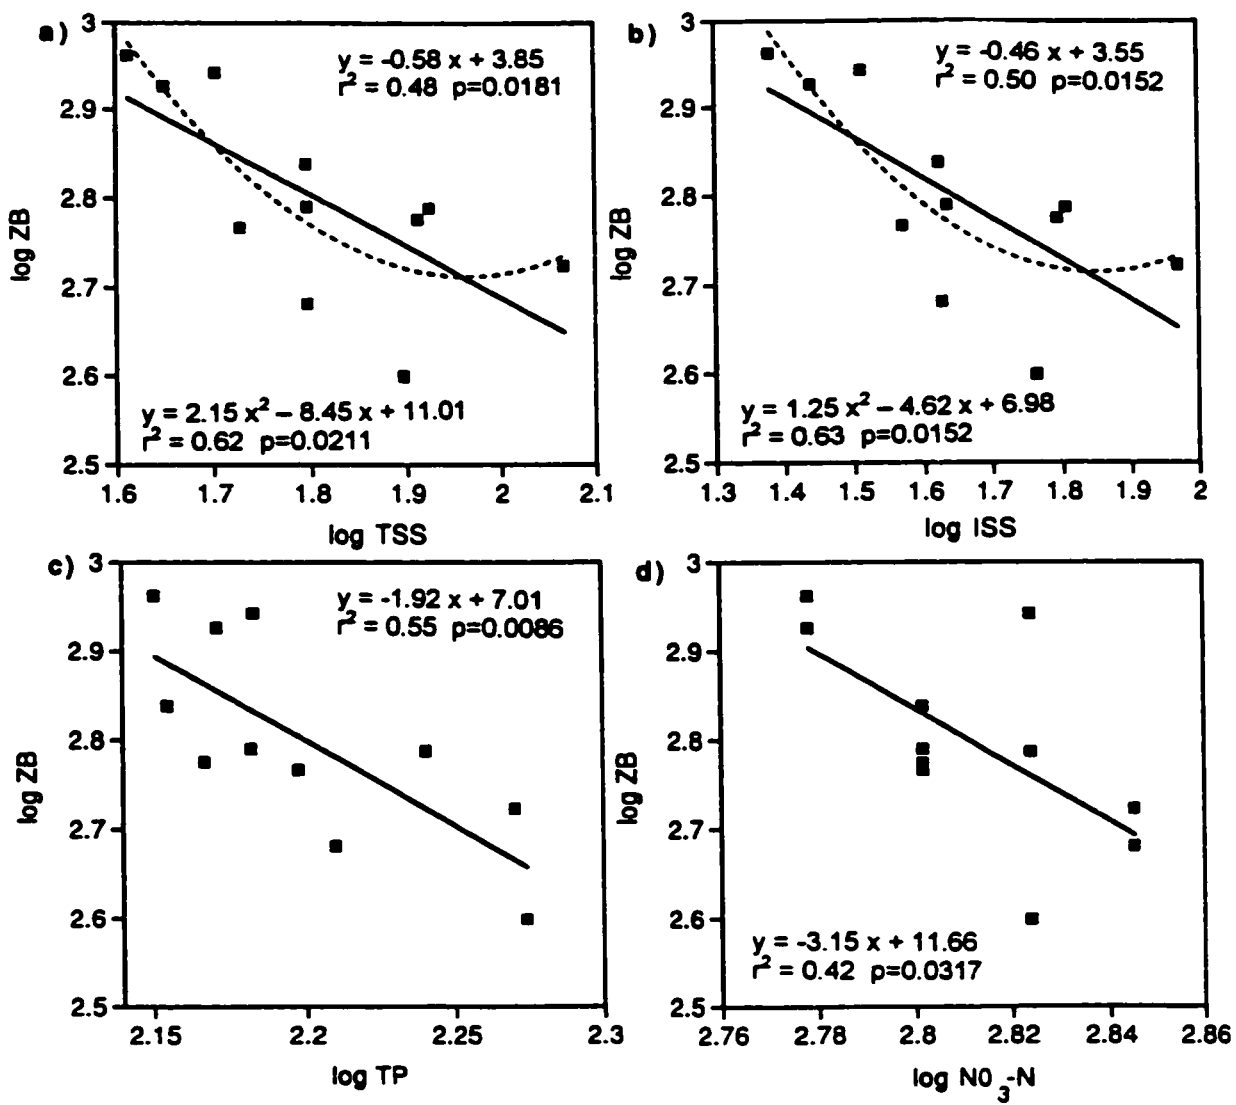 a)
y = -0.58 x + 3.85
r² = 0.48 p=0.0181
3
2.9
2.8
2.7
2.6
2.5
log ZB
y = 2.15 x² – 8.45 x + 11.01
r² = 0.62 p=0.0211
1.6 1.7 1.8 1.9 2 2.1
log TSS
b)
y = -0.46 x + 3.55
r² = 0.50 p=0.0152
3
2.9
2.8
2.7
2.6
2.5
log ZB
y = 1.25 x² – 4.62 x + 6.98
r² = 0.63 p=0.0152
1.3 1.4 1.5 1.6 1.7 1.8 1.9 2
log ISS
c)
y = -1.92 x + 7.01
r² = 0.55 p=0.0086
3
2.9
2.8
2.7
2.6
2.5
log ZB
2.15 2.2 2.25 2.3
log TP
d)
3
2.9
2.8
2.7
2.6
2.5
log ZB
y = -3.15 x + 11.66
r² = 0.42 p=0.0317
2.76 2.78 2.8 2.82 2.84 2.86
log N0₃-N